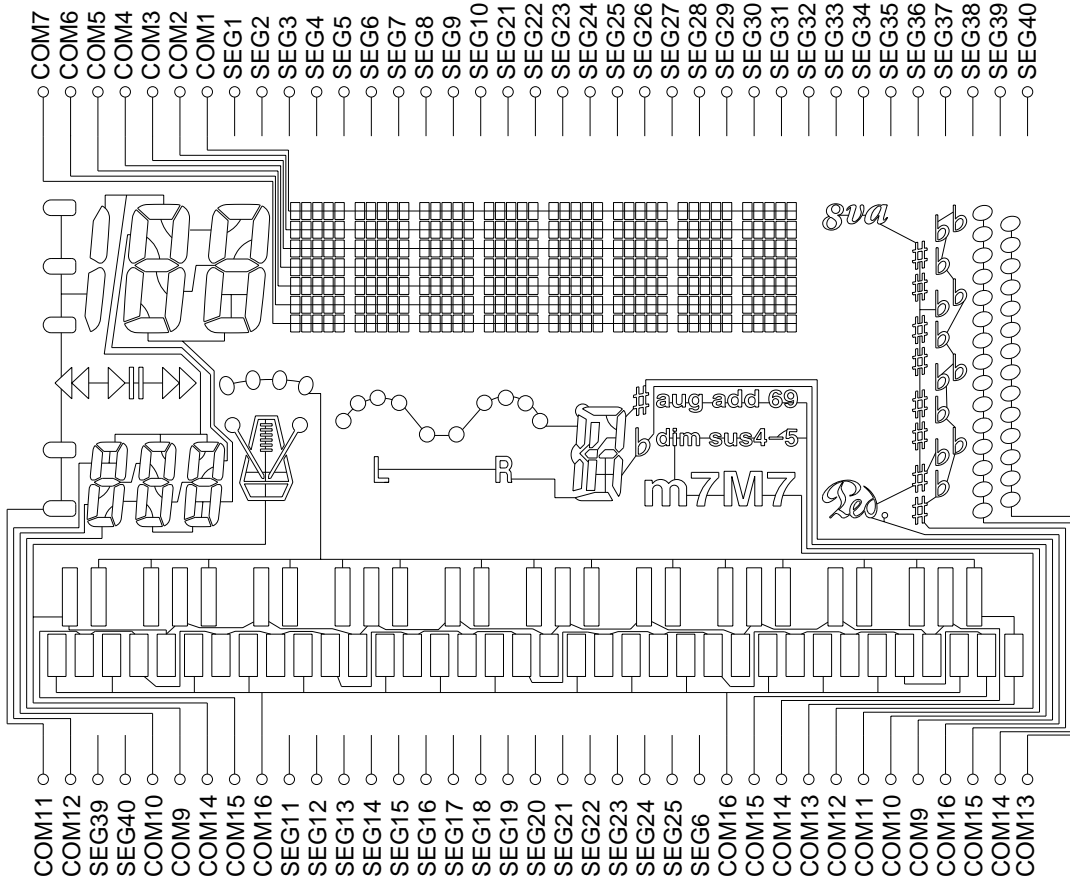 COM7
COM6
COM5
COM4
COM3
COM2
COM1
SEG1
SEG2
SEG3
SEG4
SEG5
SEG6
SEG7
SEG8
SEG9
SEG10
SEG21
SEG22
SEG23
SEG24
SEG25
SEG26
SEG27
SEG28
SEG29
SEG30
SEG31
SEG32
SEG33
SEG34
SEG35
SEG36
SEG37
SEG38
SEG39
SEG40
8va
# aug add 69
b dim sus4-5
L R
m7M7
Ped.
COM11
COM12
SEG39
SEG40
COM10
COM9
COM14
COM15
COM16
SEG11
SEG12
SEG13
SEG14
SEG15
SEG16
SEG17
SEG18
SEG19
SEG20
SEG21
SEG22
SEG23
SEG24
SEG25
SEG6
COM16
COM15
COM14
COM13
COM12
COM11
COM10
COM9
COM16
COM15
COM14
COM13